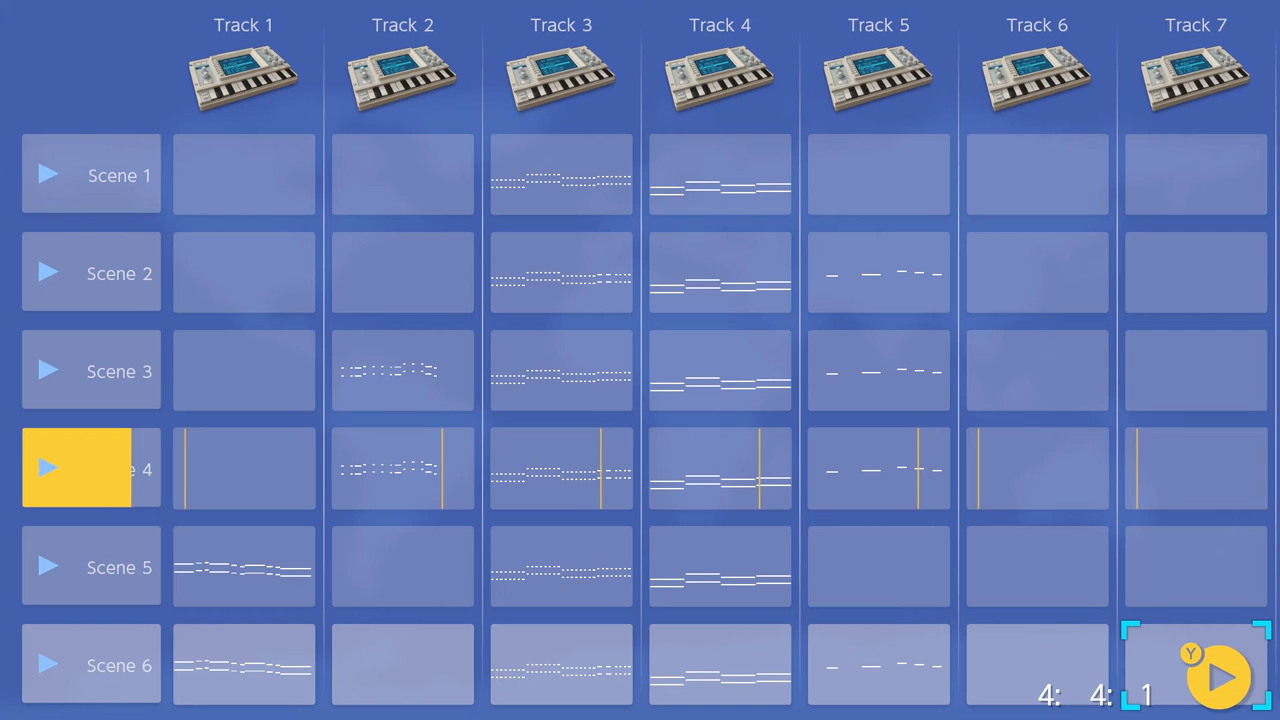 Track 1 Track 2 Track 3 Track 4 Track 5 Track 6 Track 7
Scene 1
Scene 2
Scene 3
e 4
Scene 5
Scene 6
Y
4: 4: 1